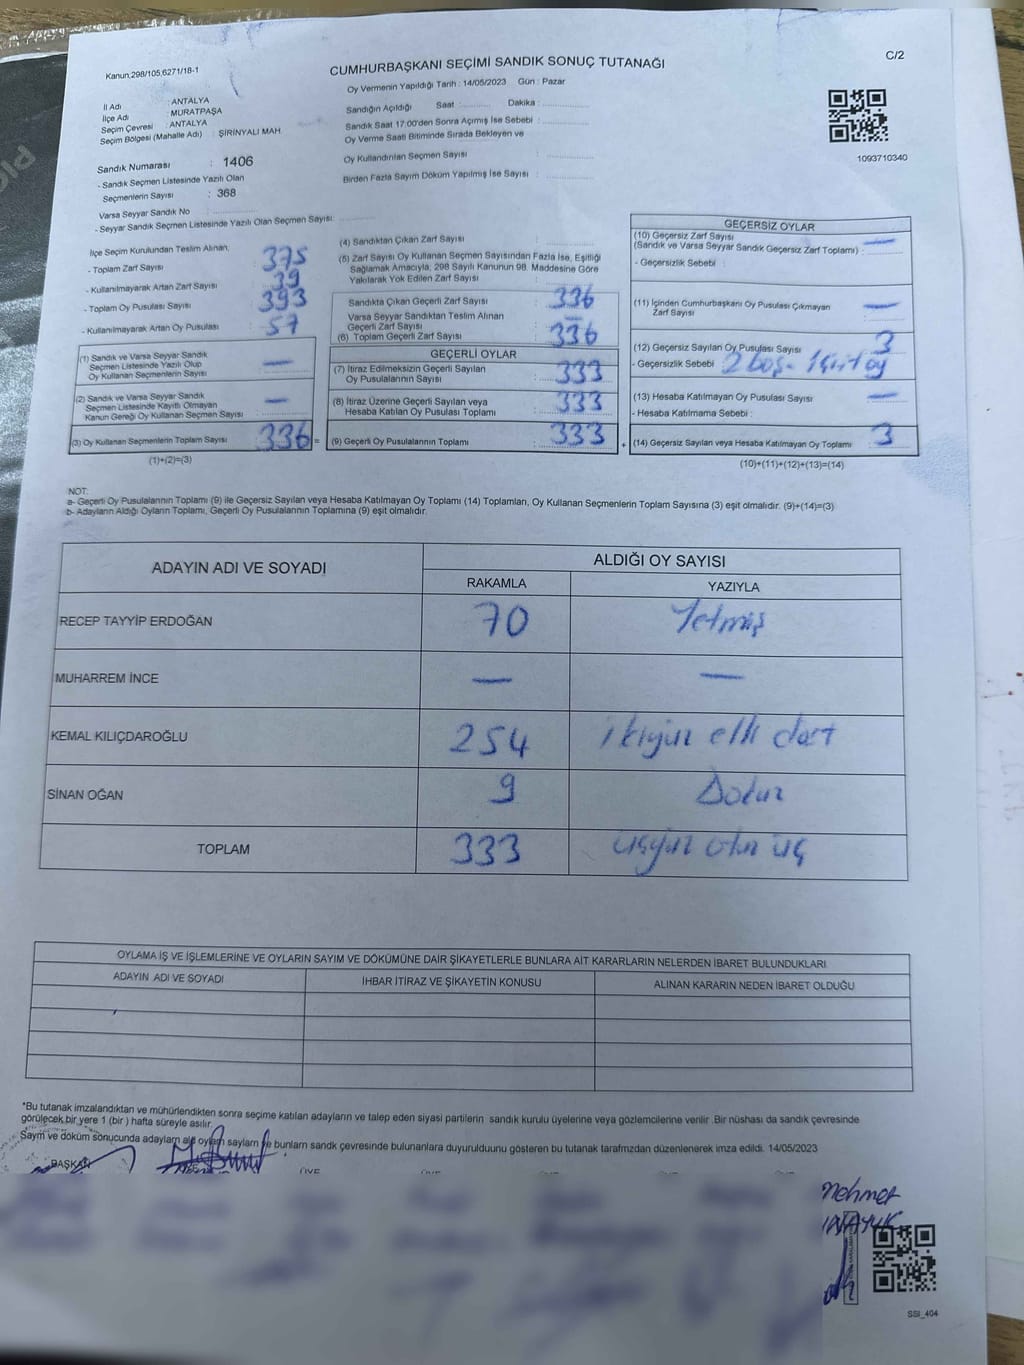 Kanun,298/105,6271/18-1
CUMHURBAŞKANI SEÇİMİ SANDIK SONUÇ TUTANAĞI
C/2
Oy Vermenin Yapıldığı Tarih : 14/05/2023 Gün : Pazar
İl Adı : ANTALYA
İlçe Adı : MURATPAŞA
Seçim Çevresi : ANTALYA
Seçim Bölgesi (Mahalle Adı) : ŞİRİNYALI MAH
Sandığın Açıldığı Saat :........... Dakika :...........
Sandık Saat 17:00'den Sonra Açımış İse Sebebi :...........
Oy Verme Saati Bitiminde Sırada Bekleyen ve
Oy Kullandırılan Seçmen Sayısı :...........
Birden Fazla Sayım Döküm Yapılmış İse Sayısı :...........
1093710340
Sandık Numarası : 1406
- Sandık Seçmen Listesinde Yazılı Olan
Seçmenlerin Sayısı : 368
Varsa Seyyar Sandık No :...........
- Seyyar Sandık Seçmen Listesinde Yazılı Olan Seçmen Sayısı:...........
İlçe Seçim Kurulundan Teslim Alınan;
- Toplam Zarf Sayısı : 375
- Kullanılmayarak Artan Zarf Sayısı : 39
- Toplam Oy Pusulası Sayısı : 393
- Kullanılmayarak Artan Oy Pusulası : 57
(1) Sandık ve Varsa Seyyar Sandık
Seçmen Listesinde Yazılı Olup
Oy Kullanan Seçmenlerin Sayısı : —
(2) Sandık ve Varsa Seyyar Sandık
Seçmen Listesinde Kayıtlı Olmayan
Kanun Gereği Oy Kullanan Seçmen Sayısı : —
(3) Oy Kullanan Seçmenlerin Toplam Sayısı : 336 =
(1)+(2)=(3)
(4) Sandıktan Çıkan Zarf Sayısı :...........
(5) Zarf Sayısı Oy Kullanan Seçmen Sayısından Fazla İse, Eşitliği
Sağlamak Amacıyla, 298 Sayılı Kanunun 98. Maddesine Göre
Yakılarak Yok Edilen Zarf Sayısı :...........
Sandıkta Çıkan Geçerli Zarf Sayısı : 336
Varsa Seyyar Sandıktan Teslim Alınan
Geçerli Zarf Sayısı : —
(6) Toplam Geçerli Zarf Sayısı : 336
GEÇERLİ OYLAR
(7) İtiraz Edilmeksizin Geçerli Sayılan
Oy Pusulalarının Sayısı : 333
(8) İtiraz Üzerine Geçerli Sayılan veya
Hesaba Katılan Oy Pusulası Toplamı : 333
(9) Geçerli Oy Pusulalarının Toplamı : 333 +
GEÇERSİZ OYLAR
(10) Geçersiz Zarf Sayısı
(Sandık ve Varsa Seyyar Sandık Geçersiz Zarf Toplamı) : —
- Geçersizlik Sebebi :
(11) İçinden Cumhurbaşkanı Oy Pusulası Çıkmayan
Zarf Sayısı : —
(12) Geçersiz Sayılan Oy Pusulası Sayısı : 3
- Geçersizlik Sebebi : 2 boş - 1 oy
(13) Hesaba Katılmayan Oy Pusulası Sayısı : —
- Hesaba Katılmama Sebebi :
(14) Geçersiz Sayılan veya Hesaba Katılmayan Oy Toplamı : 3
(10)+(11)+(12)+(13)=(14)
NOT:
a- Geçerli Oy Pusulalarının Toplamı (9) ile Geçersiz Sayılan veya Hesaba Katılmayan Oy Toplamı (14) Toplamları, Oy Kullanan Seçmenlerin Toplam Sayısına (3) eşit olmalıdır. (9)+(14)=(3)
b- Adayların Aldığı Oyların Toplamı, Geçerli Oy Pusulalarının Toplamına (9) eşit olmalıdır.
ADAYIN ADI VE SOYADI
ALDIĞI OY SAYISI
RAKAMLA YAZIYLA
RECEP TAYYİP ERDOĞAN 70 Yetmiş
MUHARREM İNCE — —
KEMAL KILIÇDAROĞLU 254 ikiyüz elli dört
SİNAN OĞAN 9 Dokuz
TOPLAM 333 üçyüz otuz üç
OYLAMA İŞ VE İŞLEMLERİNE VE OYLARIN SAYIM VE DÖKÜMÜNE DAİR ŞİKAYETLERLE BUNLARA AİT KARARLARIN NELERDEN İBARET BULUNDUKLARI
ADAYIN ADI VE SOYADI İHBAR İTİRAZ VE ŞİKAYETİN KONUSU ALINAN KARARIN NEDEN İBARET OLDUĞU
*Bu tutanak imzalandıktan ve mühürlendikten sonra seçime katılan adayların ve talep eden siyasi partilerin sandık kurulu üyelerine veya gözlemcilerine verilir. Bir nüshası da sandık çevresinde
görülecek bir yere 1 (bir) hafta süreyle asılır.
Sayım ve döküm sonucunda adayların aldığı oyların sayıları ve bunların sandık çevresinde bulunanlara duyurulduğunu gösteren bu tutanak tarafımızdan düzenlenerek imza edildi. 14/05/2023
BAŞKAN
ÜYE
Mehmet
SSİ_404